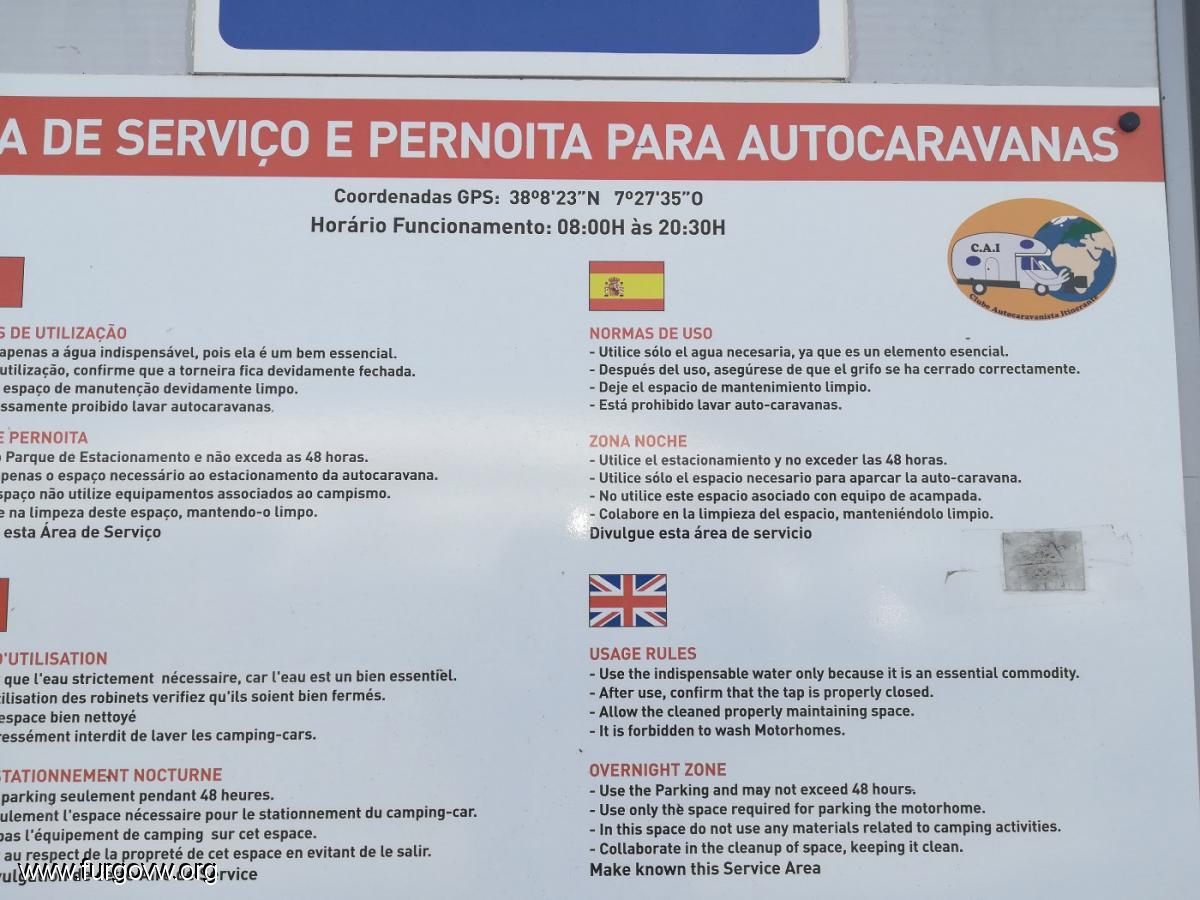 A DE SERVIÇO E PERNOITA PARA AUTOCARAVANAS
Coordenadas GPS: 38º8'23”N 7º27'35”O
Horário Funcionamento: 08:00H às 20:30H
C.A.I
Clube Autocaravanista Itinerante
S DE UTILIZAÇÃO
apenas a água indispensável, pois ela é um bem essencial.
utilização, confirme que a torneira fica devidamente fechada.
espaço de manutenção devidamente limpo.
ssamente proibido lavar autocaravanas.
E PERNOITA
o Parque de Estacionamento e não exceda as 48 horas.
apenas o espaço necessário ao estacionamento da autocaravana.
spaço não utilize equipamentos associados ao campismo.
e na limpeza deste espaço, mantendo-o limpo.
esta Área de Serviço
NORMAS DE USO
- Utilice sólo el agua necesaria, ya que es un elemento esencial.
- Después del uso, asegúrese de que el grifo se ha cerrado correctamente.
- Deje el espacio de mantenimiento limpio.
- Está prohibido lavar auto-caravanas.
ZONA NOCHE
- Utilice el estacionamiento y no exceder las 48 horas.
- Utilice sólo el espacio necesario para aparcar la auto-caravana.
- No utilice este espacio asociado con equipo de acampada.
- Colabore en la limpieza del espacio, manteniéndolo limpio.
Divulgue esta área de servicio
D'UTILISATION
que l'eau strictement nécessaire, car l'eau est un bien essentiel.
tilisation des robinets verifiez qu'ils soient bien fermés.
espace bien nettoyé
ressément interdit de laver les camping-cars.
STATIONNEMENT NOCTURNE
parking seulement pendant 48 heures.
ulement l'espace nécessaire pour le stationnement du camping-car.
pas l'équipement de camping sur cet espace.
au respect de la propreté de cet espace en evitant de le salir.
USAGE RULES
- Use the indispensable water only because it is an essential commodity.
- After use, confirm that the tap is properly closed.
- Allow the cleaned properly maintaining space.
- It is forbidden to wash Motorhomes.
OVERNIGHT ZONE
- Use the Parking and may not exceed 48 hours.
- Use only the space required for parking the motorhome.
- In this space do not use any materials related to camping activities.
- Collaborate in the cleanup of space, keeping it clean.
Make known this Service Area
www.furgovw.org